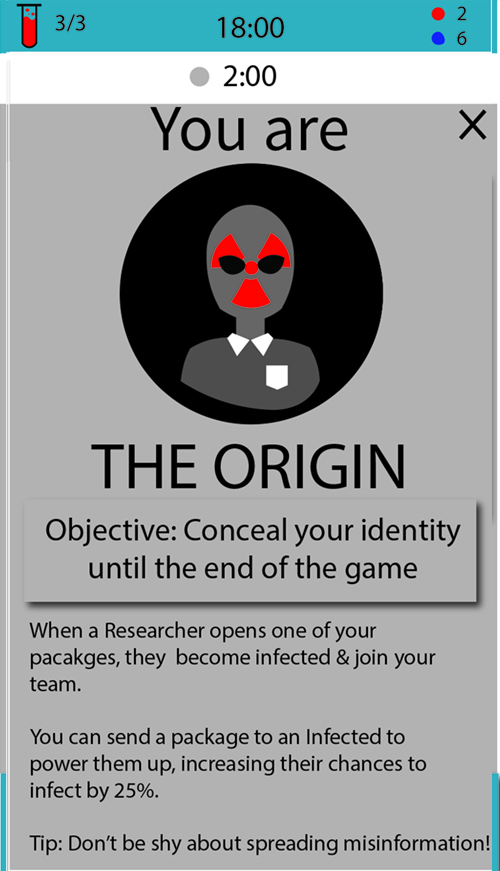 3/3
18:00
2
6
2:00
You are
X
THE ORIGIN
Objective: Conceal your identity
until the end of the game
When a Researcher opens one of your
pacakges, they  become infected & join your
team.
You can send a package to an Infected to
power them up, increasing their chances to
infect by 25%.
Tip: Don't be shy about spreading misinformation!